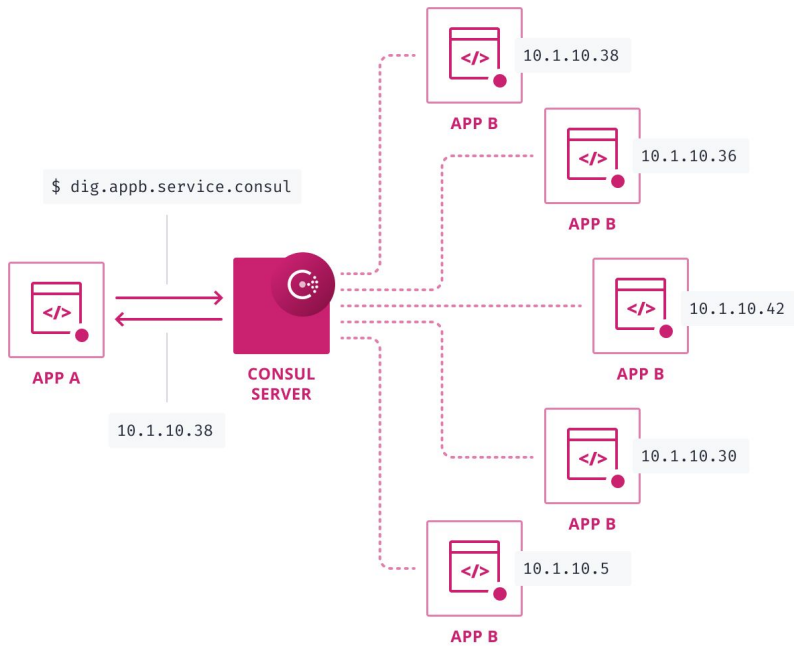 </>
10.1.10.38
APP B
</>
10.1.10.36
APP B
$ dig.appb.service.consul
</>
APP A
CONSUL
SERVER
</>
10.1.10.42
APP B
10.1.10.38
</>
10.1.10.30
APP B
</>
10.1.10.5
APP B